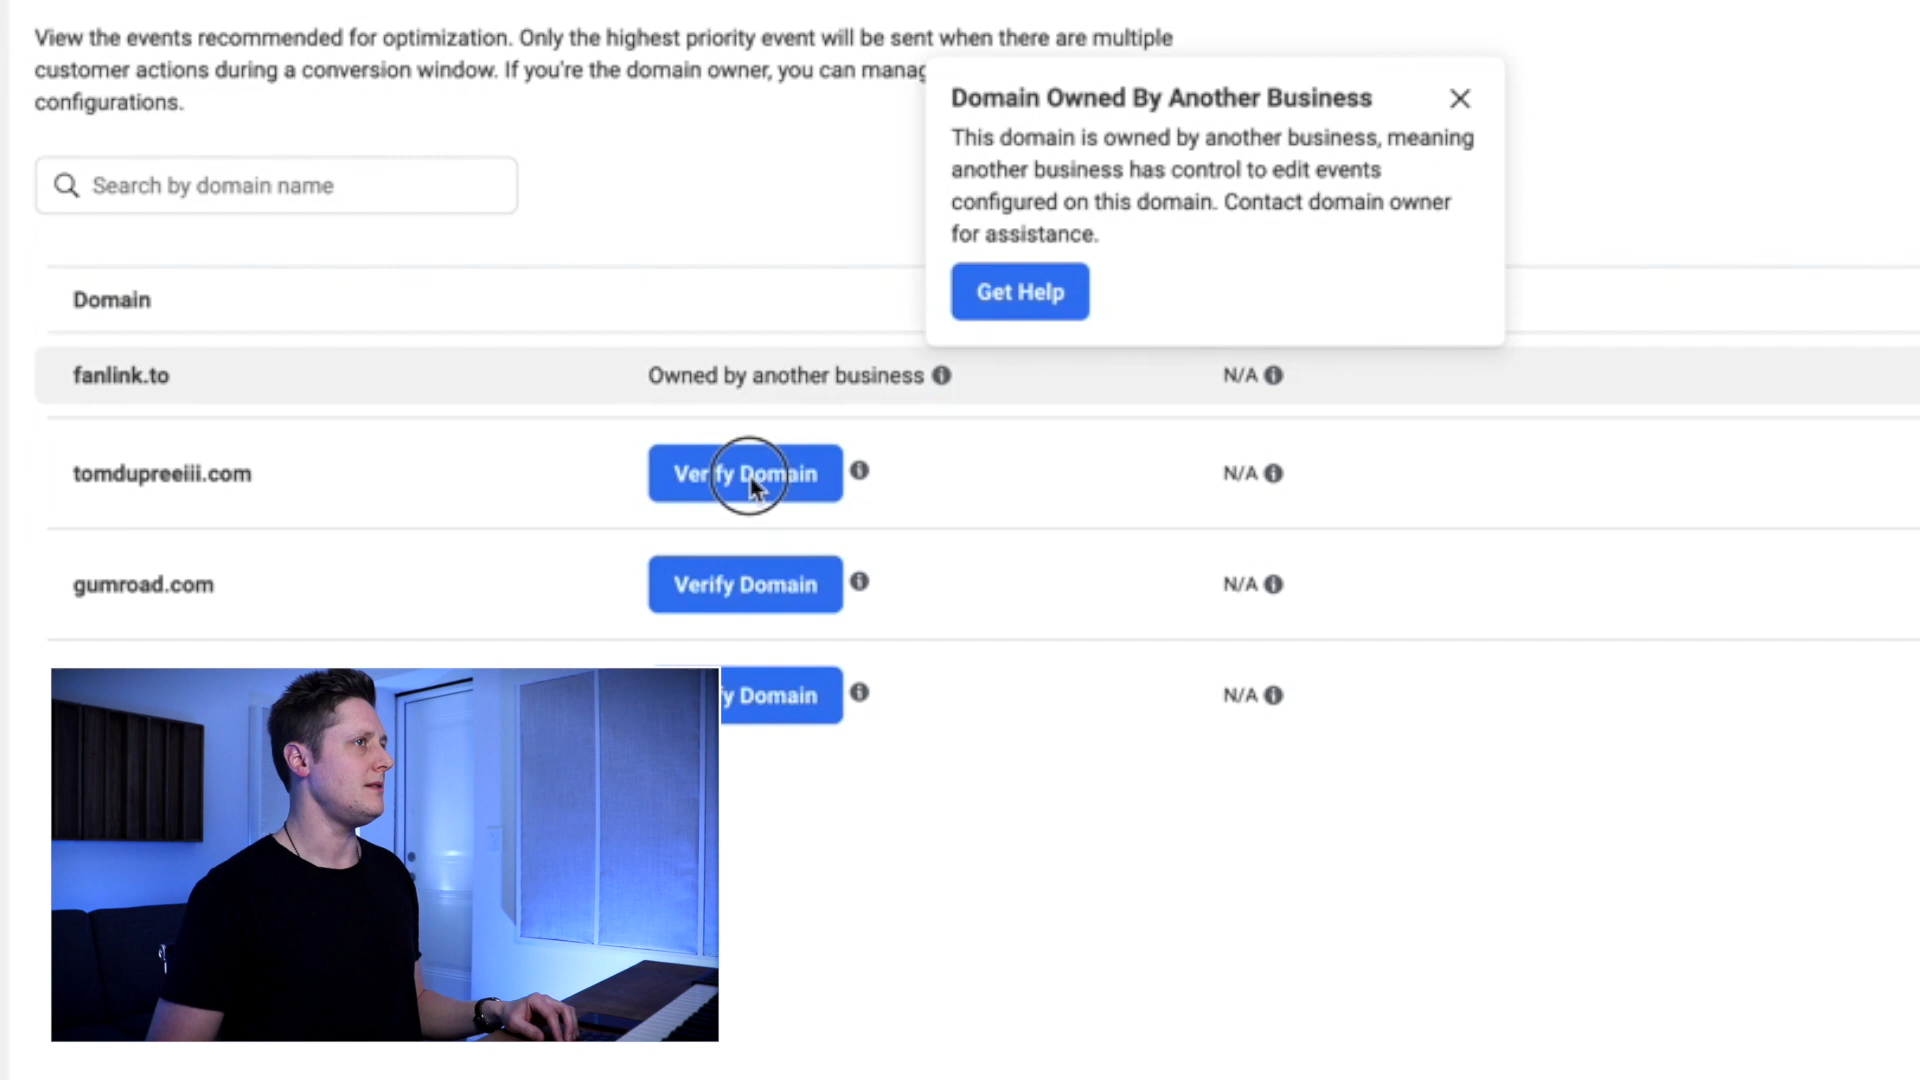 View the events recommended for optimization. Only the highest priority event will be sent when there are multiple
customer actions during a conversion window. If you're the domain owner, you can manag
configurations.
Domain Owned By Another Business
This domain is owned by another business, meaning
another business has control to edit events
configured on this domain. Contact domain owner
for assistance.
Get Help
Search by domain name
Domain
fanlink.to Owned by another business N/A
tomdupreeiii.com Verify Domain N/A
gumroad.com Verify Domain N/A
y Domain N/A